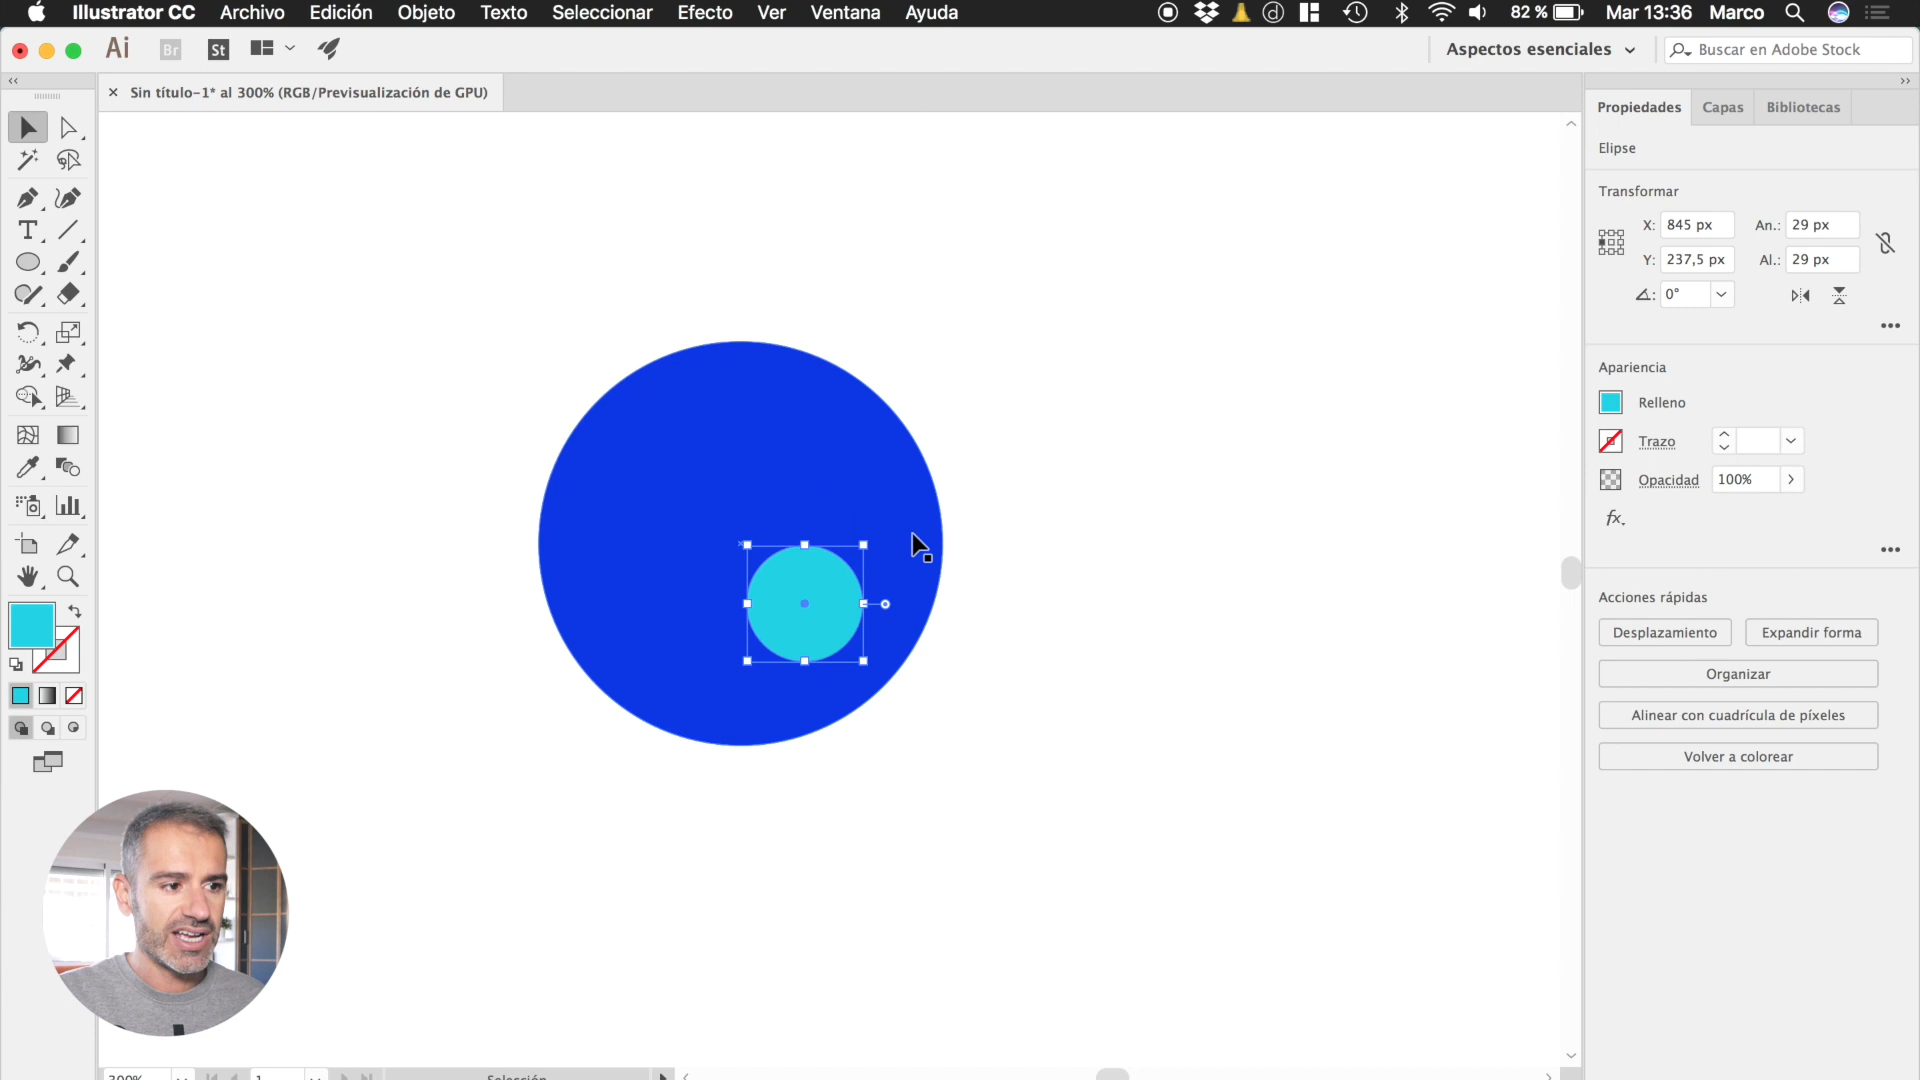 Illustrator CC Archivo Edición Objeto Texto Seleccionar Efecto Ver Ventana Ayuda 82 % Mar 13:36 Marco
Ai Br St Aspectos esenciales Buscar en Adobe Stock
Sin título-1* al 300% (RGB/Previsualización de GPU)
Propiedades Capas Bibliotecas
Elipse
Transformar
X: 845 px An.: 29 px
Y: 237,5 px Al.: 29 px
0°
Apariencia
Relleno
Trazo
Opacidad 100%
fx.
Acciones rápidas
Desplazamiento Expandir forma
Organizar
Alinear con cuadrícula de píxeles
Volver a colorear
300% 1 Selección